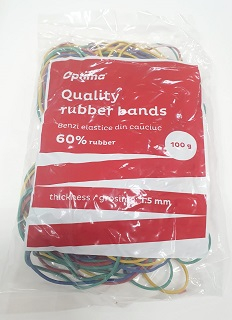 Optima
Quality
rubber bands
Benzi elastice din cauciuc
60% rubber
100 g
thickness / grosime 1.5 mm